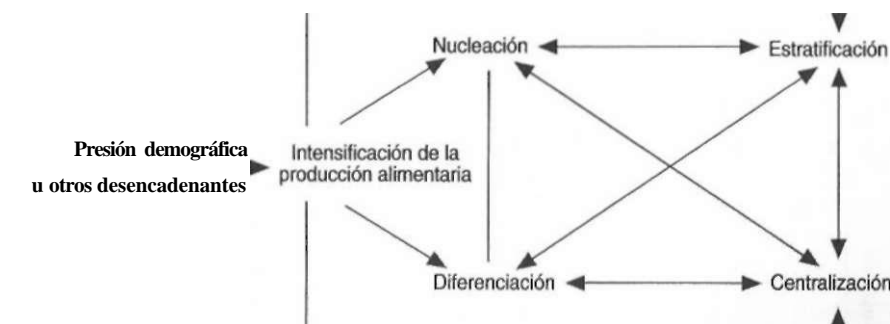 Nucleación
Estratificación
Presión demográfica
u otros desencadenantes
Intensificación de la
producción alimentaria
Diferenciación
Centralización